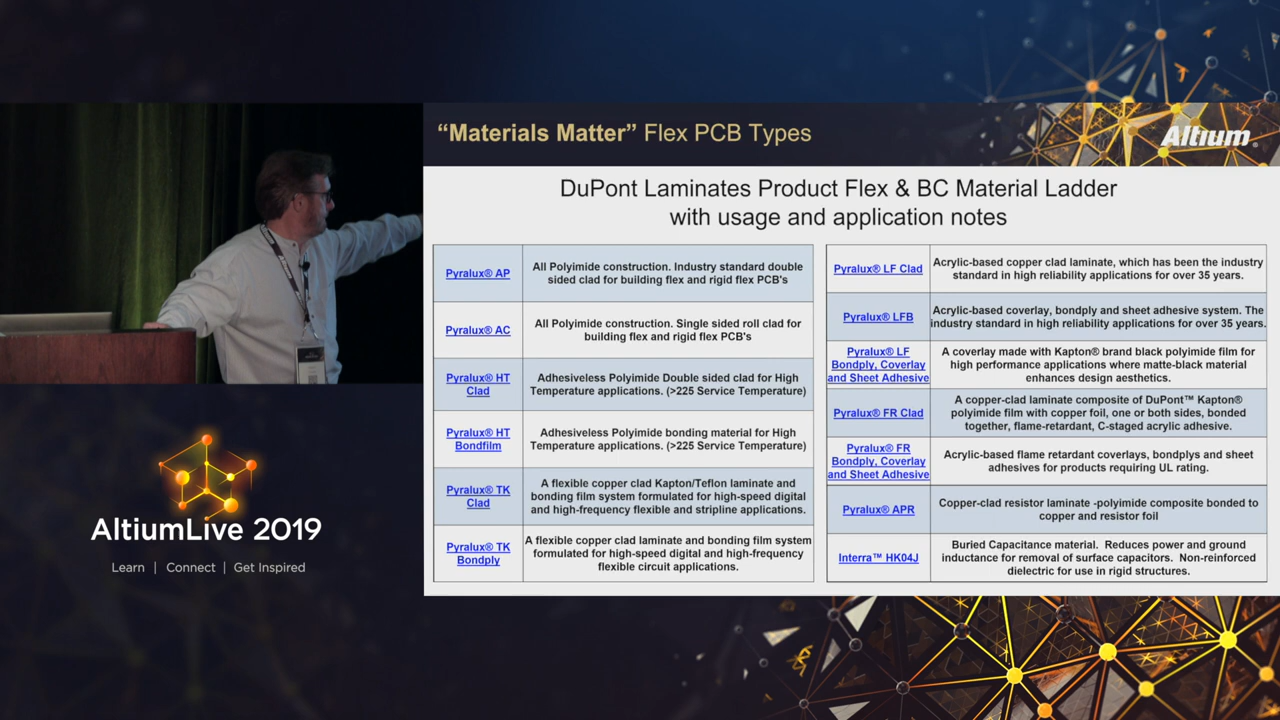 “Materials Matter” Flex PCB Types
Altıum®
DuPont Laminates Product Flex & BC Material Ladder
with usage and application notes
Pyralux® AP
All Polyimide construction. Industry standard double
sided clad for building flex and rigid flex PCB's
Pyralux® AC
All Polyimide construction. Single sided roll clad for
building flex and rigid flex PCB's
Pyralux® HT
Clad
Adhesiveless Polyimide Double sided clad for High
Temperature applications. (>225 Service Temperature)
Pyralux® HT
Bondfilm
Adhesiveless Polyimide bonding material for High
Temperature applications. (>225 Service Temperature)
Pyralux® TK
Clad
A flexible copper clad Kapton/Teflon laminate and
bonding film system formulated for high-speed digital
and high-frequency flexible and stripline applications.
Pyralux® TK
Bondply
A flexible copper clad laminate and bonding film system
formulated for high-speed digital and high-frequency
flexible circuit applications.
Pyralux® LF Clad
Acrylic-based copper clad laminate, which has been the industry
standard in high reliability applications for over 35 years.
Pyralux® LFB
Acrylic-based coverlay, bondply and sheet adhesive system. The
industry standard in high reliability applications for over 35 years.
Pyralux® LF
Bondply, Coverlay
and Sheet Adhesive
A coverlay made with Kapton® brand black polyimide film for
high performance applications where matte-black material
enhances design aesthetics.
Pyralux® FR Clad
A copper-clad laminate composite of DuPont™ Kapton®
polyimide film with copper foil, one or both sides, bonded
together, flame-retardant, C-staged acrylic adhesive.
Pyralux® FR
Bondply, Coverlay
and Sheet Adhesive
Acrylic-based flame retardant coverlays, bondplys and sheet
adhesives for products requiring UL rating.
Pyralux® APR
Copper-clad resistor laminate -polyimide composite bonded to
copper and resistor foil
Interra™ HK04J
Buried Capacitance material. Reduces power and ground
inductance for removal of surface capacitors. Non-reinforced
dielectric for use in rigid structures.
AltiumLive 2019
Learn | Connect | Get Inspired